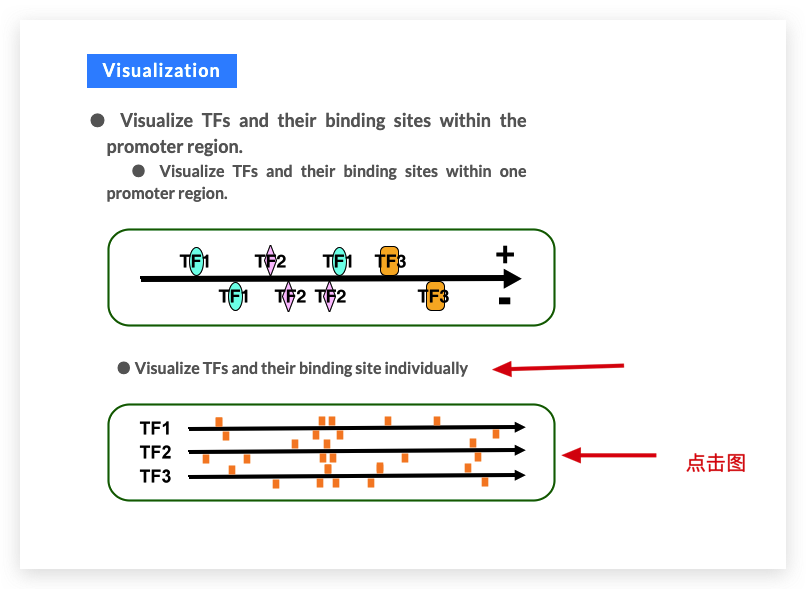 Visualization
● Visualize TFs and their binding sites within the
promoter region.
● Visualize TFs and their binding sites within one
promoter region.
TF1 TF2 TF1 TF3 +
TF1 TF2 TF2 TF3 -
● Visualize TFs and their binding site individually
TF1
TF2
点击图
TF3